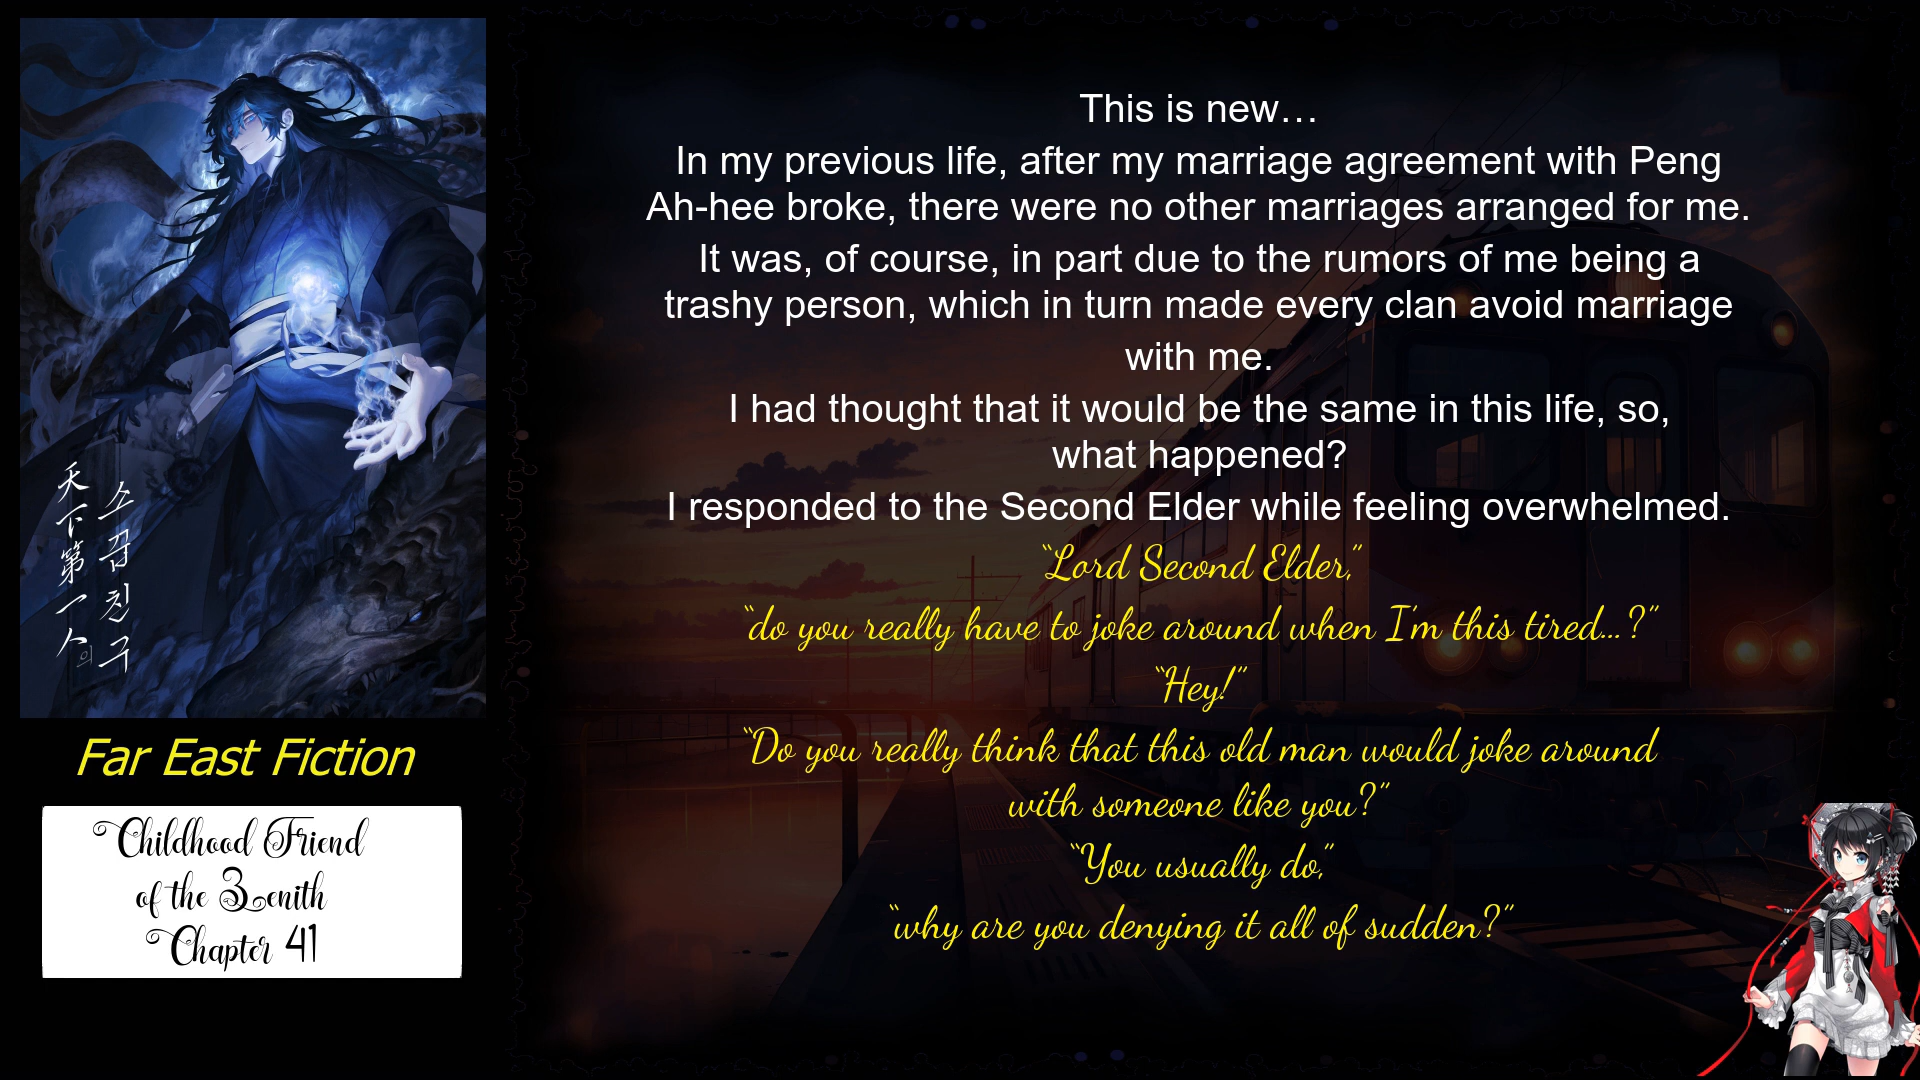 天下第一人의
소꿉친구
Far East Fiction
Childhood Friend
of the Zenith
Chapter 41
This is new…
In my previous life, after my marriage agreement with Peng
Ah-hee broke, there were no other marriages arranged for me.
It was, of course, in part due to the rumors of me being a
trashy person, which in turn made every clan avoid marriage
with me.
I had thought that it would be the same in this life, so,
what happened?
I responded to the Second Elder while feeling overwhelmed.
“Lord Second Elder,”
“do you really have to joke around when I’m this tired…?”
“Hey!”
“Do you really think that this old man would joke around
with someone like you?”
“You usually do,”
“why are you denying it all of sudden?”